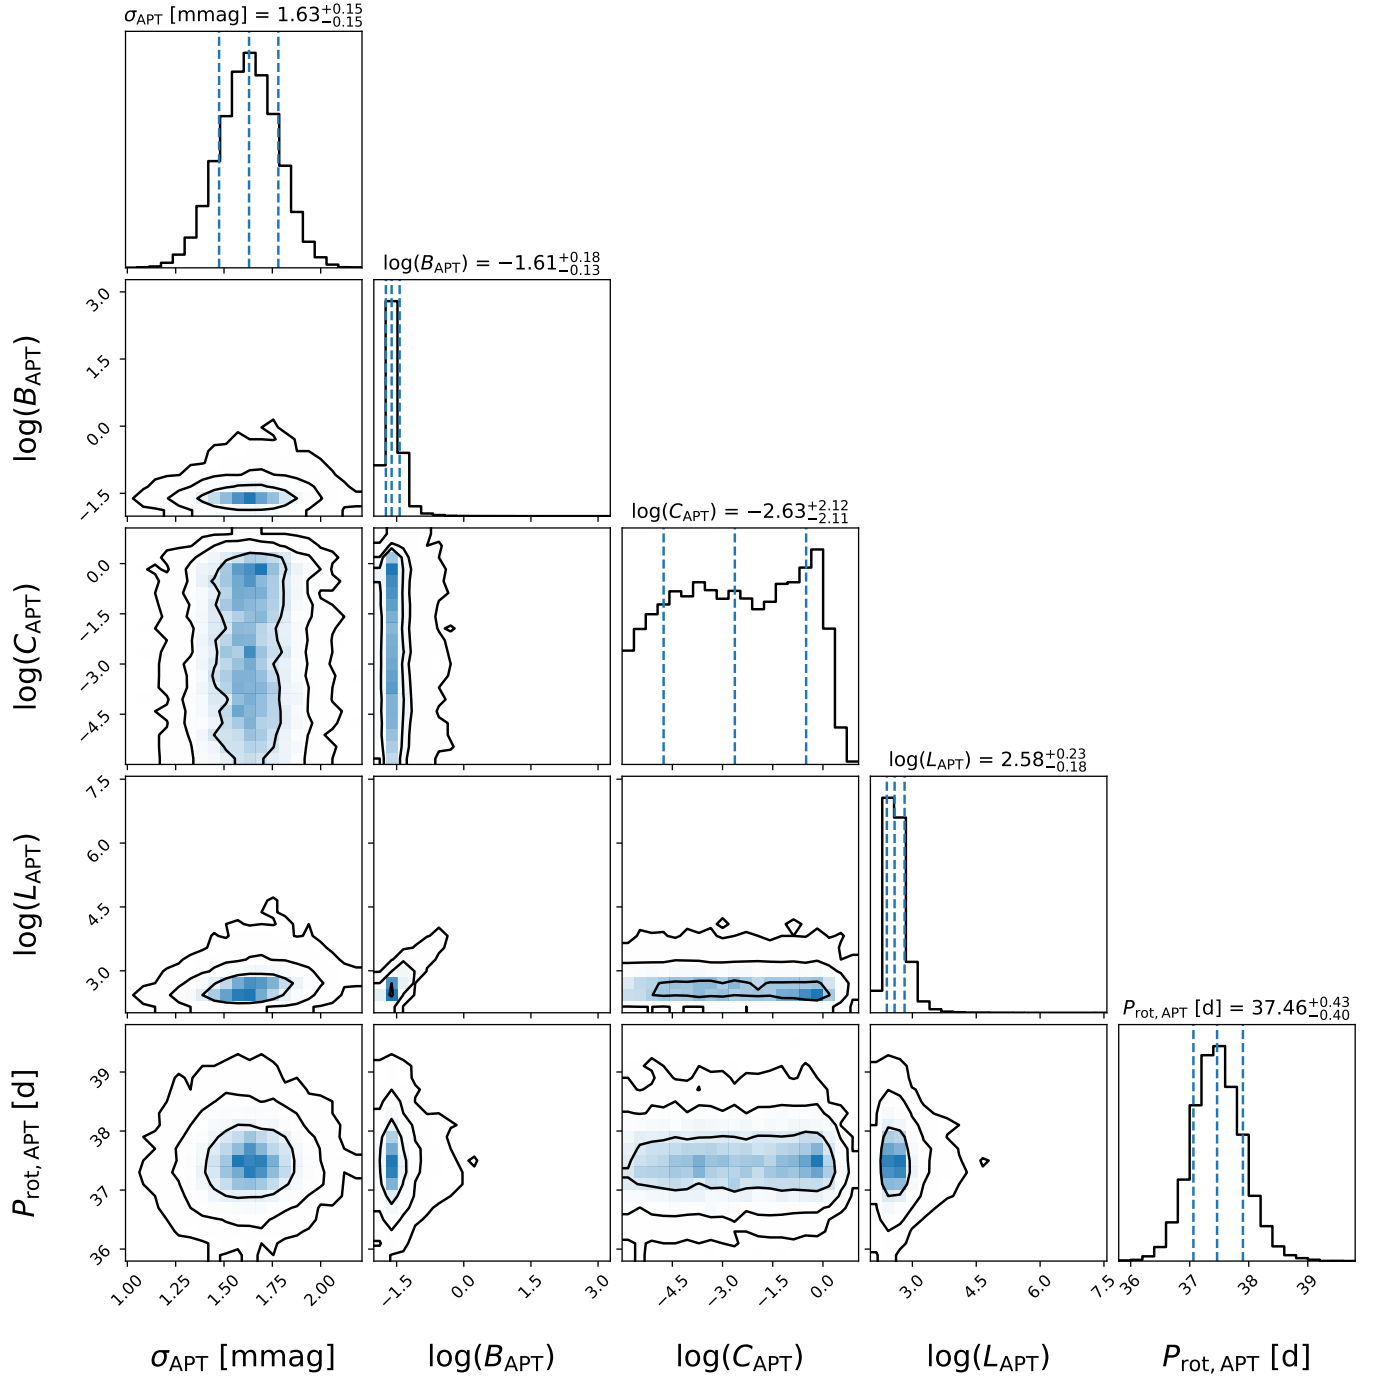 σ_APT [mmag] = 1.63^{+0.15}_{−0.15}
log(B_APT) = −1.61^{+0.18}_{−0.13}
log(C_APT) = −2.63^{+2.12}_{−2.11}
log(L_APT) = 2.58^{+0.23}_{−0.18}
P_rot, APT [d] = 37.46^{+0.43}_{−0.40}
log(B_APT)
3.0
1.5
0.0
−1.5
log(C_APT)
0.0
−1.5
−3.0
−4.5
log(L_APT)
7.5
6.0
4.5
3.0
P_rot, APT [d]
39
38
37
36
1.00 1.25 1.50 1.75 2.00
−1.5 0.0 1.5 3.0
−4.5 −3.0 −1.5 0.0
3.0 4.5 6.0 7.5
36 37 38 39
σ_APT [mmag]
log(B_APT)
log(C_APT)
log(L_APT)
P_rot, APT [d]